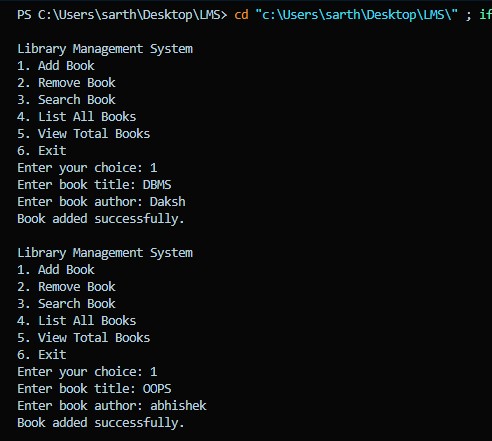 PS C:\Users\sarth\Desktop\LMS> cd "c:\Users\sarth\Desktop\LMS\" ; if
Library Management System
1. Add Book
2. Remove Book
3. Search Book
4. List All Books
5. View Total Books
6. Exit
Enter your choice: 1
Enter book title: DBMS
Enter book author: Daksh
Book added successfully.
Library Management System
1. Add Book
2. Remove Book
3. Search Book
4. List All Books
5. View Total Books
6. Exit
Enter your choice: 1
Enter book title: OOPS
Enter book author: abhishek
Book added successfully.